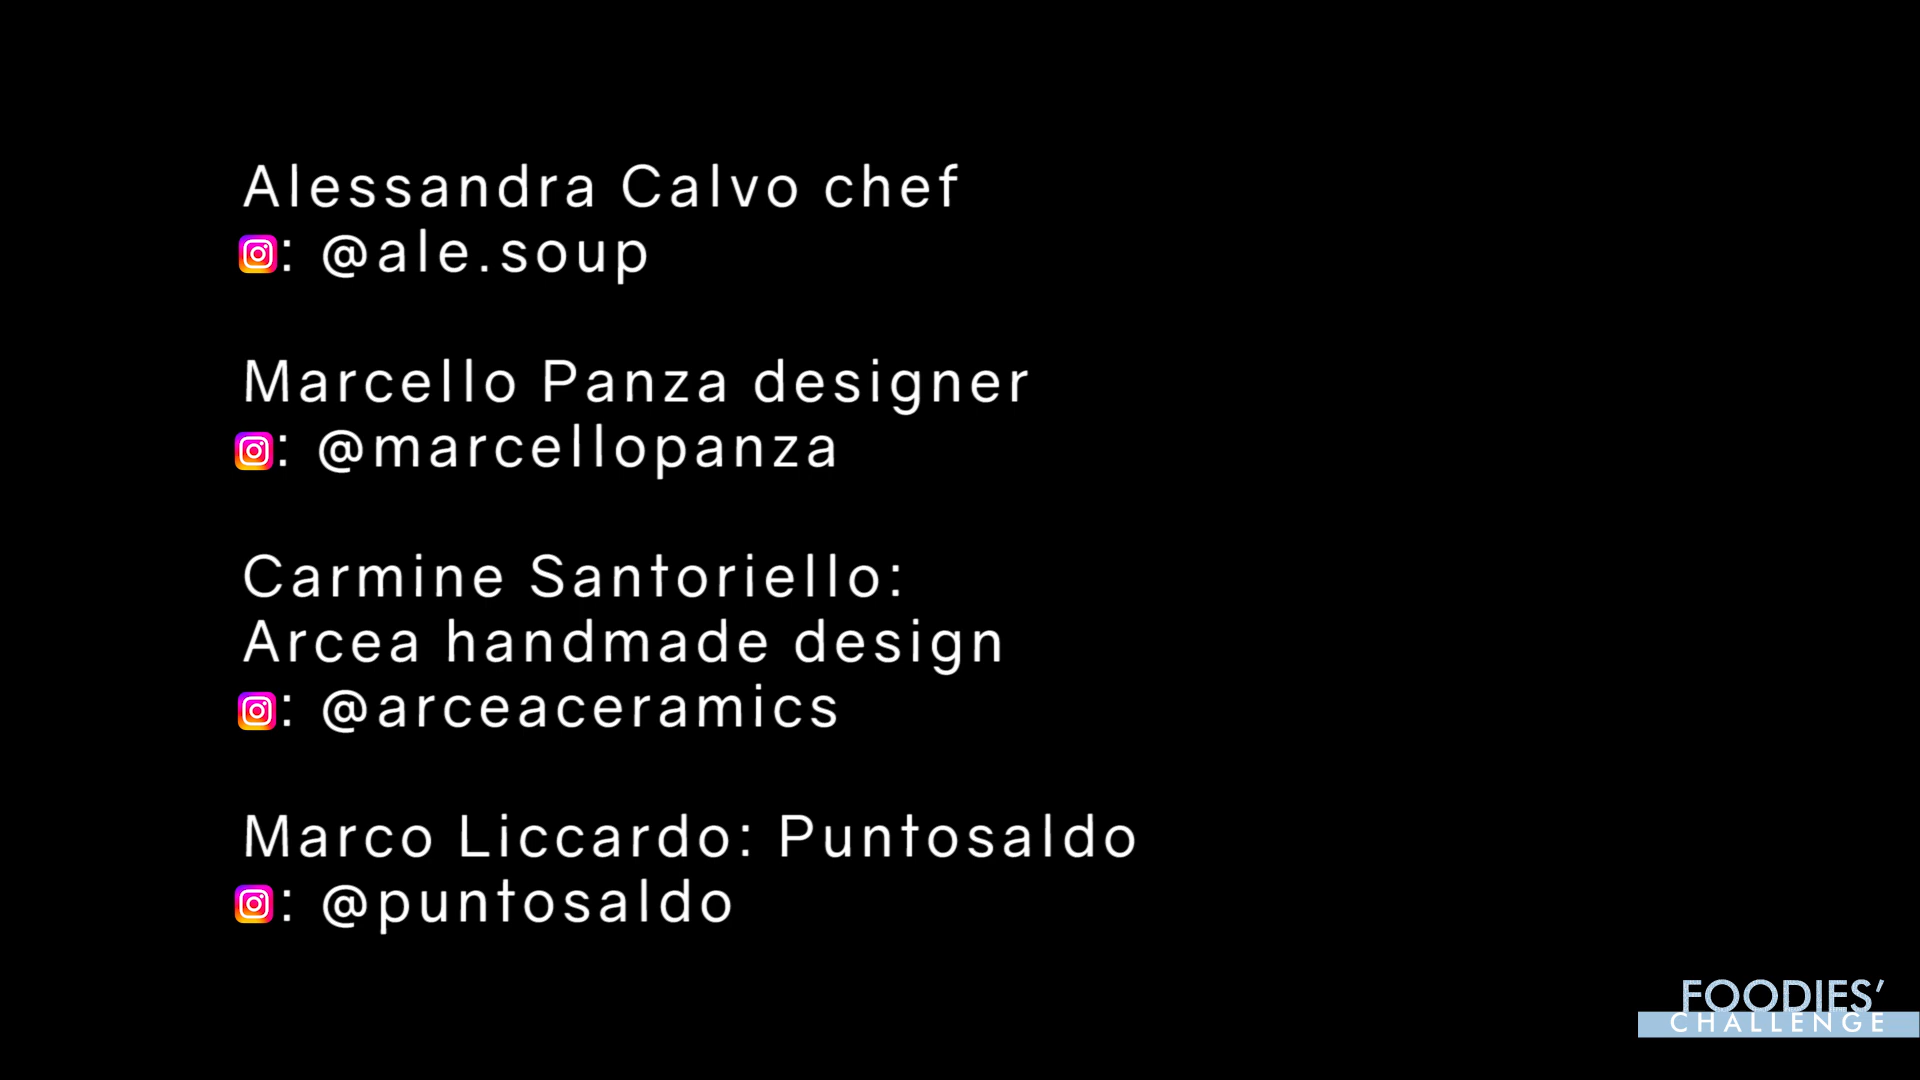 Alessandra Calvo chef
: @ale.soup
Marcello Panza designer
: @marcellopanza
Carmine Santoriello:
Arcea handmade design
: @arceaceramics
Marco Liccardo: Puntosaldo
: @puntosaldo
FOODIES'
CHALLENGE